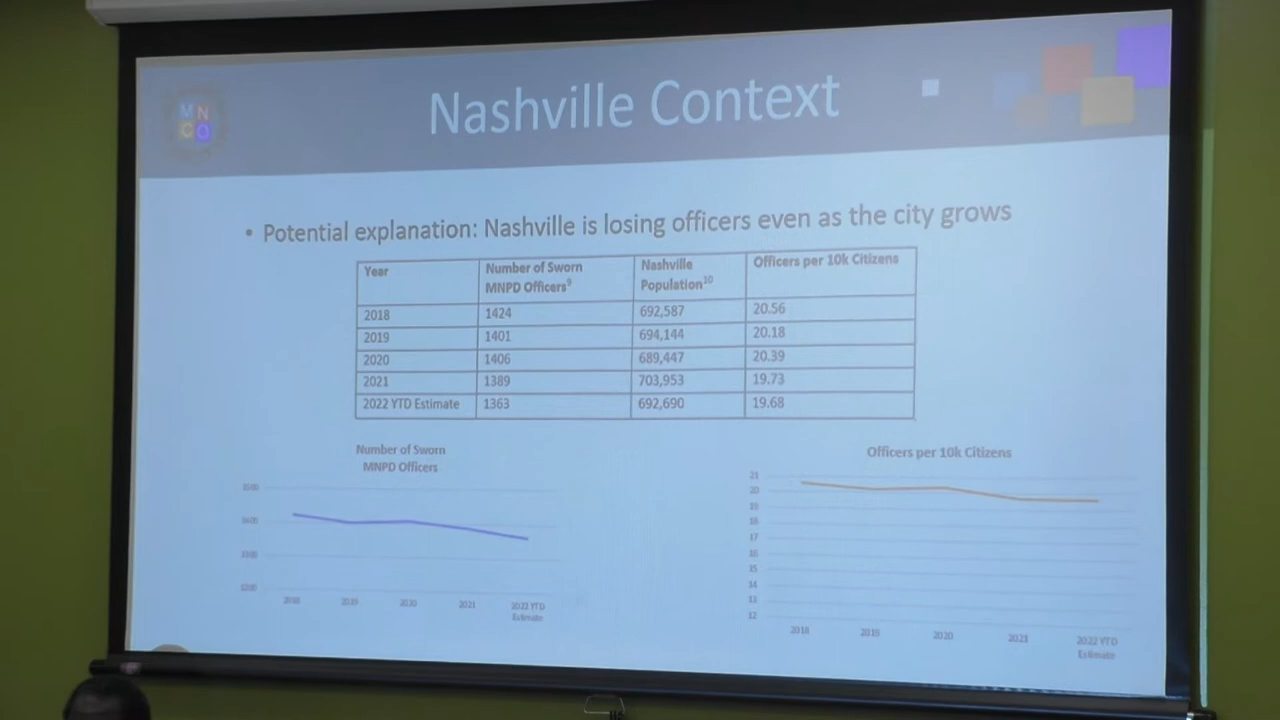 M N
C O
Nashville Context
• Potential explanation: Nashville is losing officers even as the city grows
Year | Number of Sworn MNPD Officers⁹ | Nashville Population¹⁰ | Officers per 10k Citizens
2018 | 1424 | 692,587 | 20.56
2019 | 1401 | 694,144 | 20.18
2020 | 1406 | 689,447 | 20.39
2021 | 1389 | 703,953 | 19.73
2022 YTD Estimate | 1363 | 692,690 | 19.68
Number of Sworn
MNPD Officers
2018 2019 2020 2021 2022 YTD
Estimate
Officers per 10k Citizens
21
20
19
18
17
16
15
14
13
12
2018 2019 2020 2021 2022 YTD
Estimate